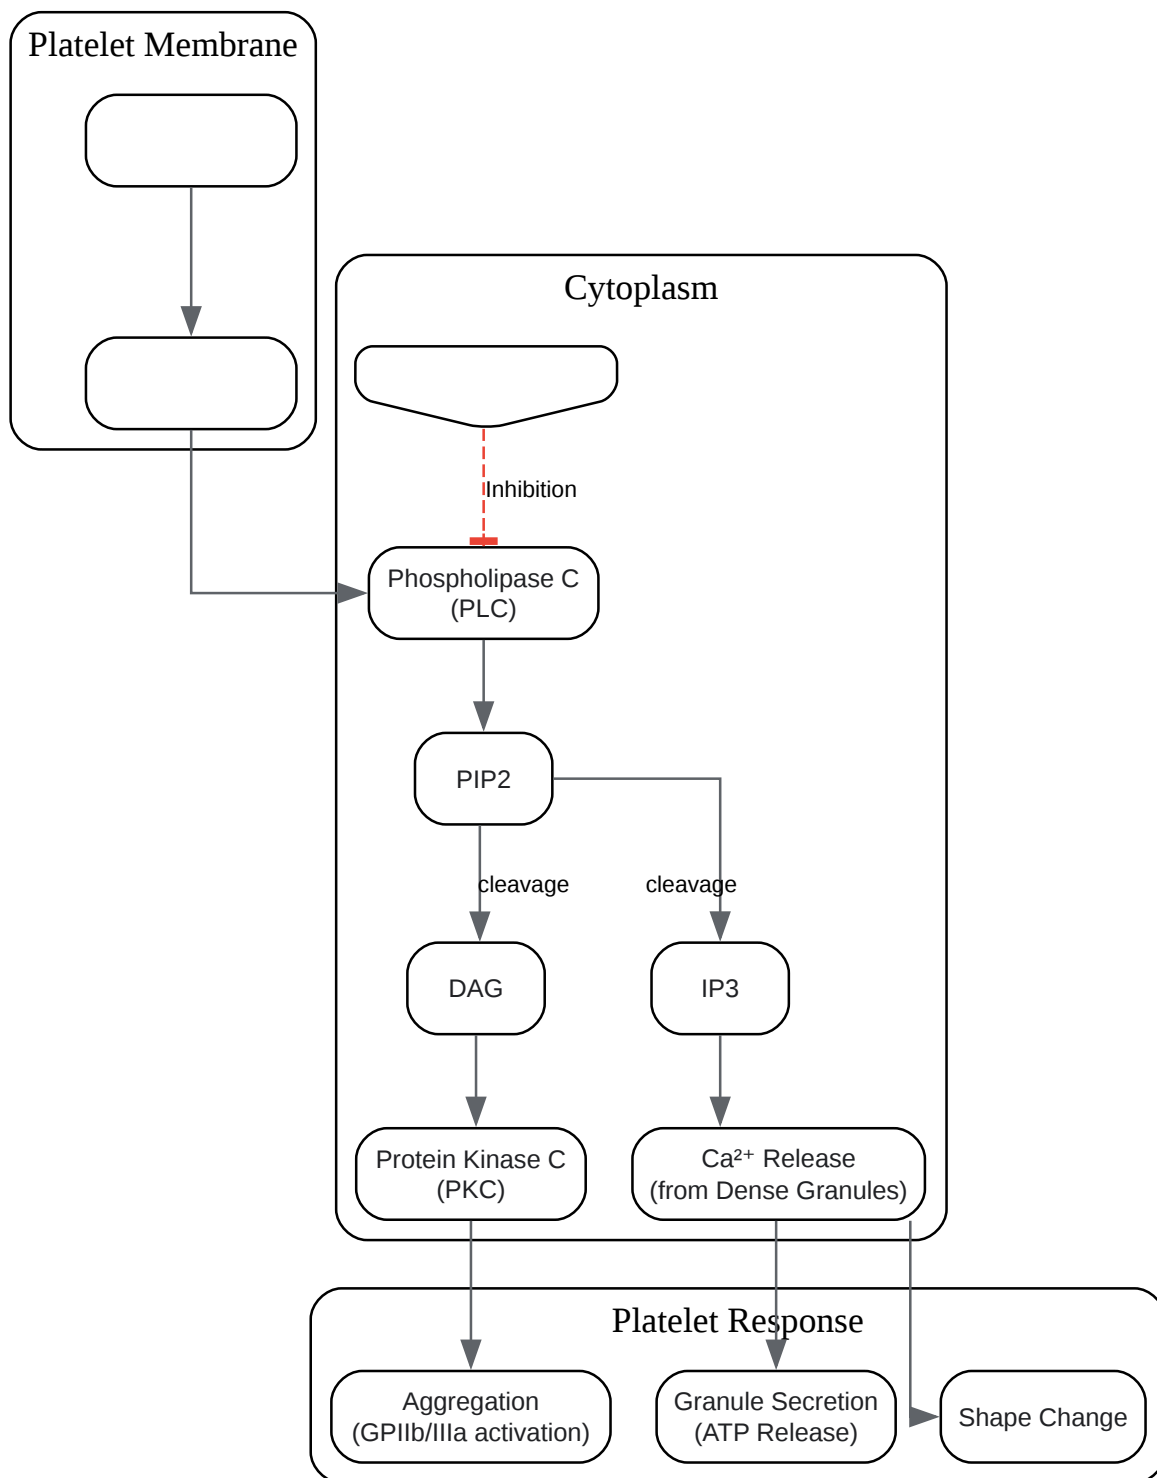 Platelet Membrane
Cytoplasm
Inhibition
Phospholipase C
(PLC)
PIP2
cleavage
cleavage
DAG
IP3
Protein Kinase C
(PKC)
Ca²⁺ Release
(from Dense Granules)
Platelet Response
Aggregation
(GPIIb/IIIa activation)
Granule Secretion
(ATP Release)
Shape Change